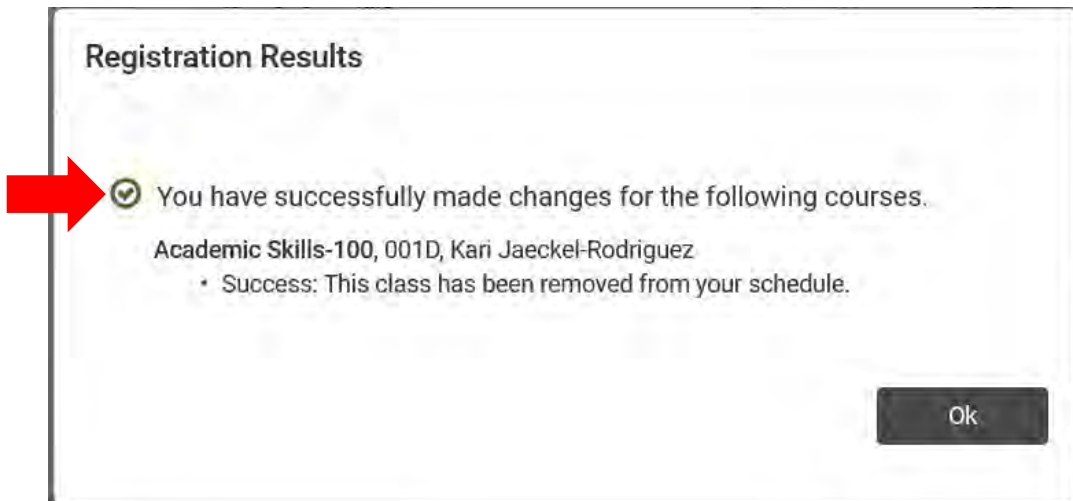 Registration Results
You have successfully made changes for the following courses.
Academic Skills-100, 001D, Kari Jaeckel-Rodriguez
• Success: This class has been removed from your schedule.
Ok